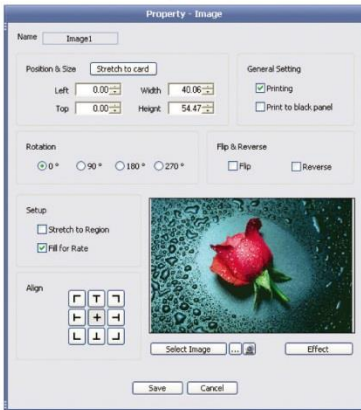 Property - Image
Name Image1
Position & Size Stretch to card
Left 0.00 Width 40.06
Top 0.00 Heignt 54.47
General Setting
Printing
Print to black panel
Rotation
0 ° 90 ° 180 ° 270 °
Flip & Reverse
Flip Reverse
Setup
Stretch to Region
Fill for Rate
Align
Select Image ... Effect
Save Cancel